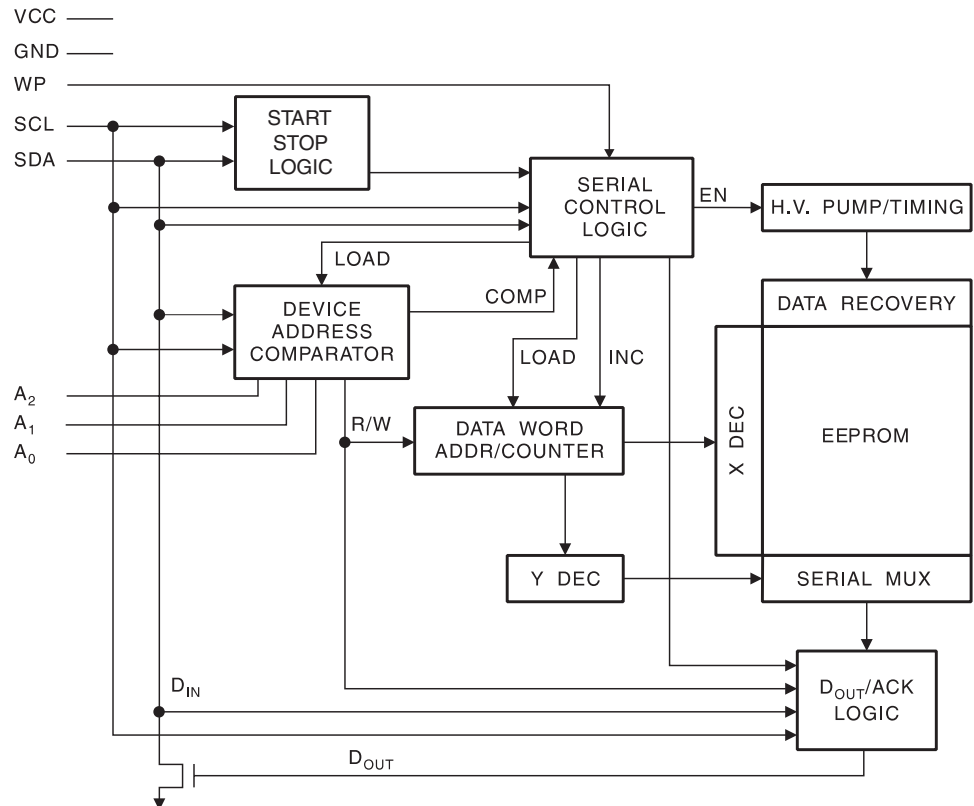 VCC
GND
WP
SCL
SDA
START
STOP
LOGIC
SERIAL
CONTROL
LOGIC
EN
H.V. PUMP/TIMING
LOAD
COMP
DEVICE
ADDRESS
COMPARATOR
DATA RECOVERY
LOAD
INC
A2
A1
A0
R/W
DATA WORD
ADDR/COUNTER
X DEC
EEPROM
Y DEC
SERIAL MUX
DIN
DOUT/ACK
LOGIC
DOUT